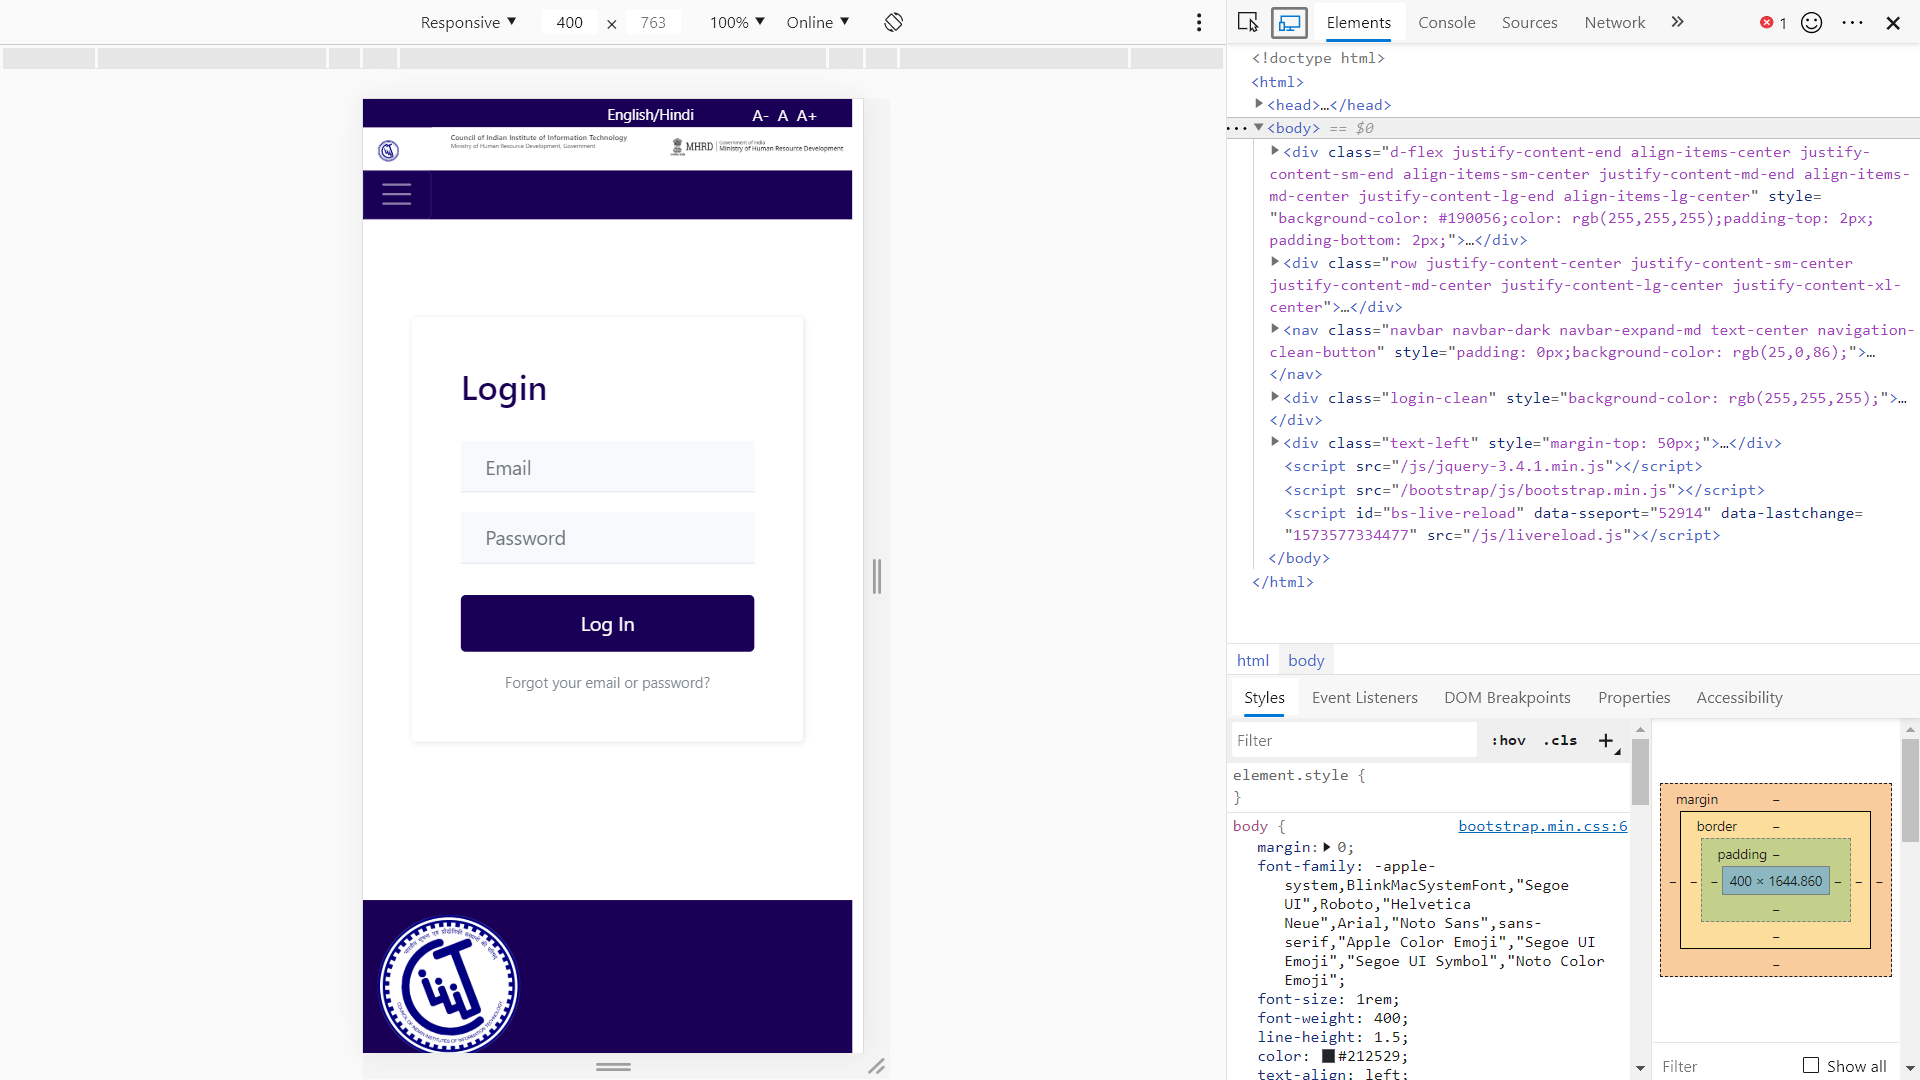 Responsive ▼ 400 × 763 100% ▼ Online ▼
Elements Console Sources Network » 1
English/Hindi A- A A+
Council of Indian Institute of Information Technology
Ministry of Human Resource Development, Government
MHRD
Government of India
Ministry of Human Resource Development
Login
Email
Password
Log In
Forgot your email or password?
<!doctype html>
<html>
<head>…</head>
<body> == $0
<div class="d-flex justify-content-end align-items-center justify-
content-sm-end align-items-sm-center justify-content-md-end align-items-
md-center justify-content-lg-end align-items-lg-center" style=
"background-color: #190056;color: rgb(255,255,255);padding-top: 2px;
padding-bottom: 2px;">…</div>
<div class="row justify-content-center justify-content-sm-center
justify-content-md-center justify-content-lg-center justify-content-xl-
center">…</div>
<nav class="navbar navbar-dark navbar-expand-md text-center navigation-
clean-button" style="padding: 0px;background-color: rgb(25,0,86);">…
</nav>
<div class="login-clean" style="background-color: rgb(255,255,255);">…
</div>
<div class="text-left" style="margin-top: 50px;">…</div>
<script src="/js/jquery-3.4.1.min.js"></script>
<script src="/bootstrap/js/bootstrap.min.js"></script>
<script id="bs-live-reload" data-sseport="52914" data-lastchange=
"1573577334477" src="/js/livereload.js"></script>
</body>
</html>
html body
Styles Event Listeners DOM Breakpoints Properties Accessibility
Filter :hov .cls +
element.style {
}
body { bootstrap.min.css:6
margin: 0;
font-family: -apple-
system,BlinkMacSystemFont,"Segoe
UI",Roboto,"Helvetica
Neue",Arial,"Noto Sans",sans-
serif,"Apple Color Emoji","Segoe UI
Emoji","Segoe UI Symbol","Noto Color
Emoji";
font-size: 1rem;
font-weight: 400;
line-height: 1.5;
color: #212529;
text-align: left;
margin –
border –
padding –
– – – 400 × 1644.860 – – –
–
–
–
Filter Show all
COUNCIL OF INDIAN INSTITUTES OF INFORMATION TECHNOLOGY